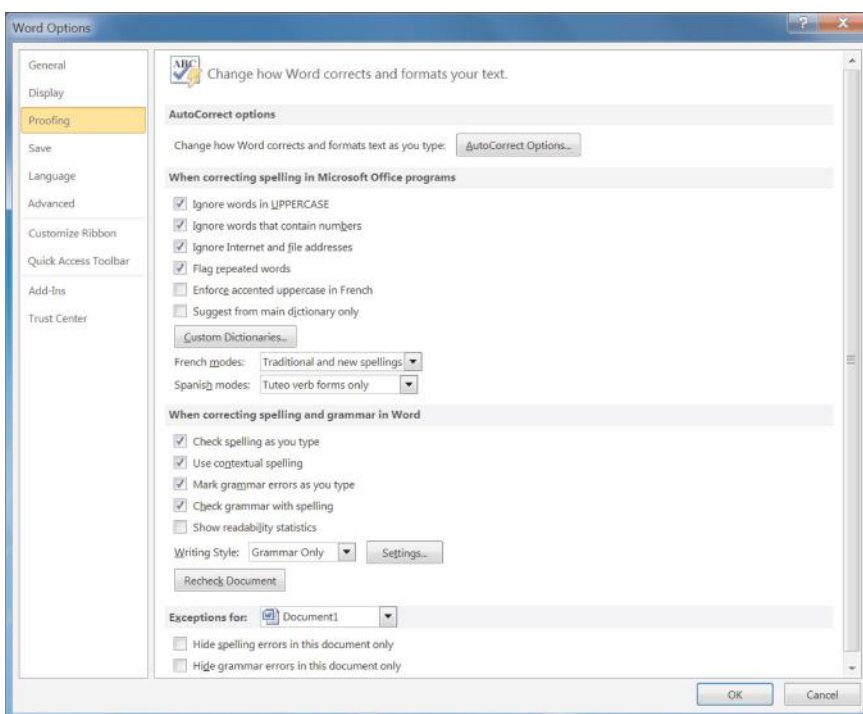 Word Options
General
Display
Proofing
Save
Language
Advanced
Customize Ribbon
Quick Access Toolbar
Add-Ins
Trust Center
ABC
Change how Word corrects and formats your text.
AutoCorrect options
Change how Word corrects and formats text as you type: AutoCorrect Options...
When correcting spelling in Microsoft Office programs
Ignore words in UPPERCASE
Ignore words that contain numbers
Ignore Internet and file addresses
Flag repeated words
Enforce accented uppercase in French
Suggest from main dictionary only
Custom Dictionaries...
French modes: Traditional and new spellings
Spanish modes: Tuteo verb forms only
When correcting spelling and grammar in Word
Check spelling as you type
Use contextual spelling
Mark grammar errors as you type
Check grammar with spelling
Show readability statistics
Writing Style: Grammar Only Settings...
Recheck Document
Exceptions for: Document1
Hide spelling errors in this document only
Hide grammar errors in this document only
OK Cancel